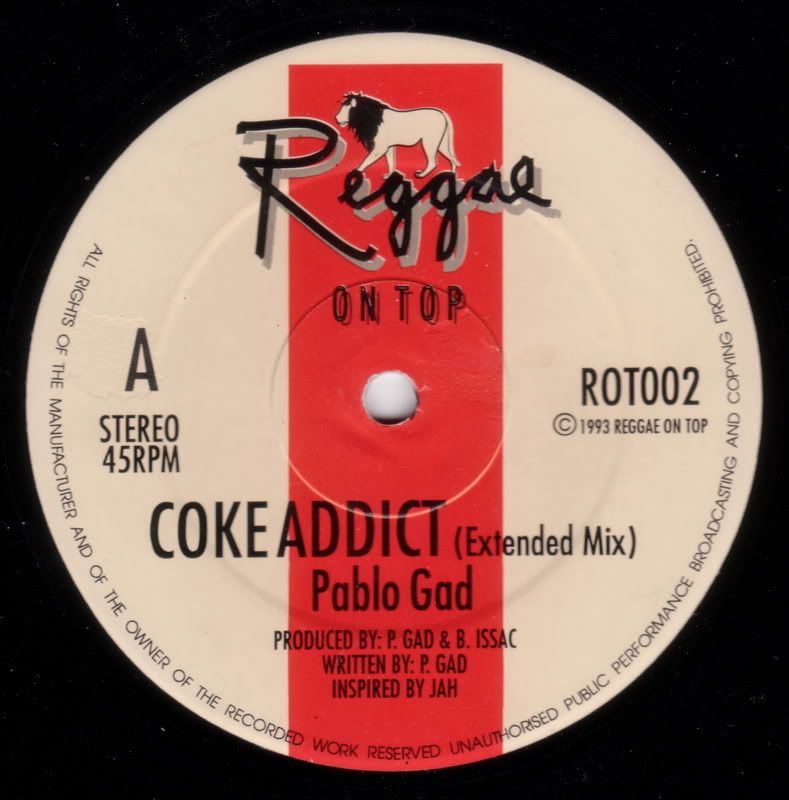 Reggae
ON TOP
A
STEREO
45RPM
ROT002
© 1993 REGGAE ON TOP
COKE ADDICT (Extended Mix)
Pablo Gad
PRODUCED BY: P. GAD & B. ISSAC
WRITTEN BY: P. GAD
INSPIRED BY JAH
ALL RIGHTS OF THE MANUFACTURER AND OF THE OWNER OF THE RECORDED WORK RESERVED UNAUTHORISED PUBLIC PERFORMANCE BROADCASTING AND COPYING PROHIBITED.